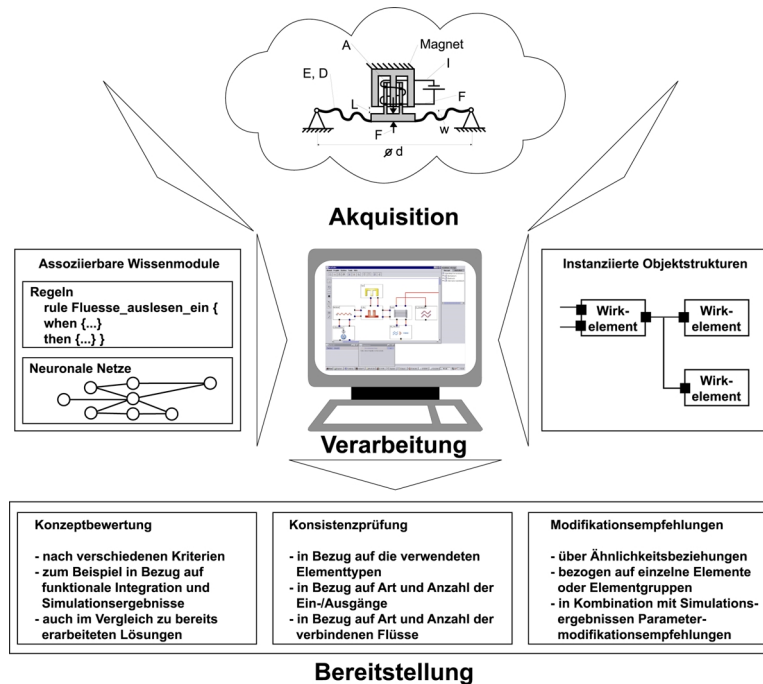 A
Magnet
I
E, D
L
F
F
w
ø d
Akquisition
Assoziierbare Wissenmodule
Regeln
rule Fluesse_auslesen_ein {
when {...}
then {...} }
Neuronale Netze
Instanziierte Objektstrukturen
Wirk-
element
Wirk-
element
Wirk-
element
Verarbeitung
Konzeptbewertung
- nach verschiedenen Kriterien
- zum Beispiel in Bezug auf
funktionale Integration und
Simulationsergebnisse
- auch im Vergleich zu bereits
erarbeiteten Lösungen
Konsistenzprüfung
- in Bezug auf die verwendeten
Elementtypen
- in Bezug auf Art und Anzahl der
Ein-/Ausgänge
- in Bezug auf Art und Anzahl der
verbindenen Flüsse
Modifikationsempfehlungen
- über Ähnlichkeitsbeziehungen
- bezogen auf einzelne Elemente
oder Elementgruppen
- in Kombination mit Simulations-
ergebnissen Parameter-
modifikationsempfehlungen
Bereitstellung